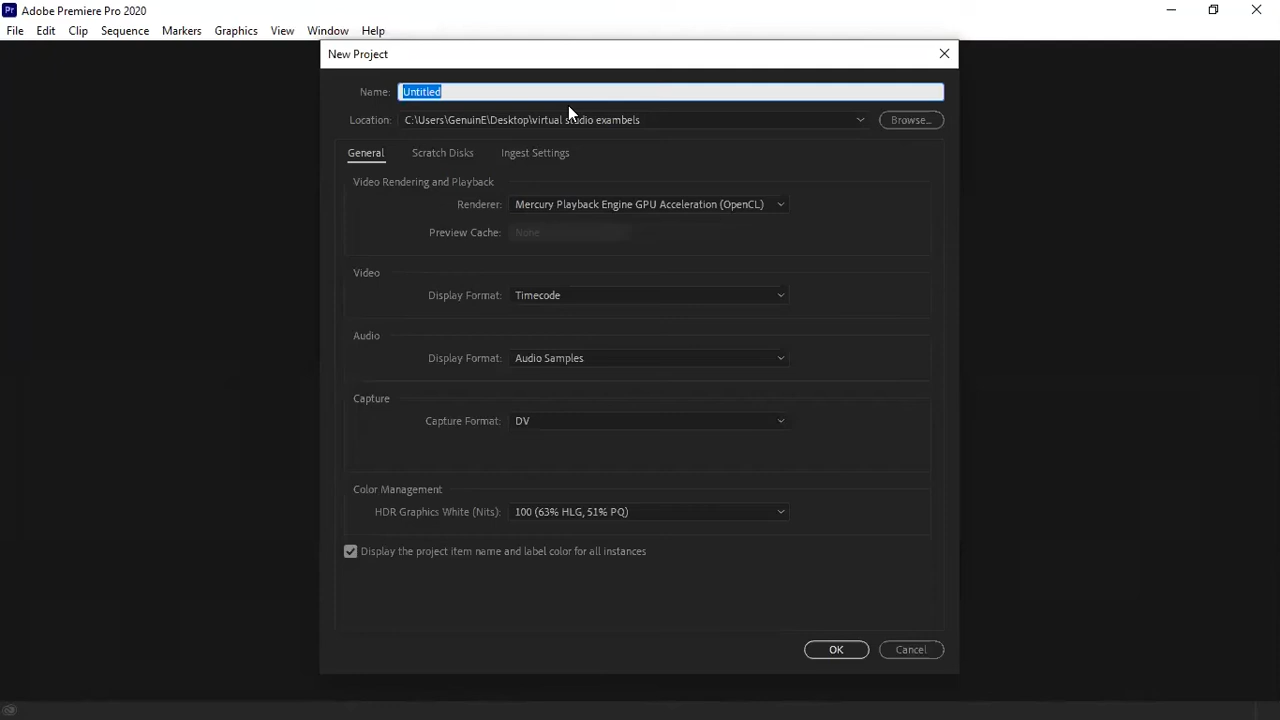 Pr Adobe Premiere Pro 2020
File Edit Clip Sequence Markers Graphics View Window Help
New Project
Name: Untitled
Location: C:\Users\GenuinE\Desktop\virtual studio exambels Browse...
General Scratch Disks Ingest Settings
Video Rendering and Playback
Renderer: Mercury Playback Engine GPU Acceleration (OpenCL)
Preview Cache: None
Video
Display Format: Timecode
Audio
Display Format: Audio Samples
Capture
Capture Format: DV
Color Management
HDR Graphics White (Nits): 100 (63% HLG, 51% PQ)
Display the project item name and label color for all instances
OK Cancel